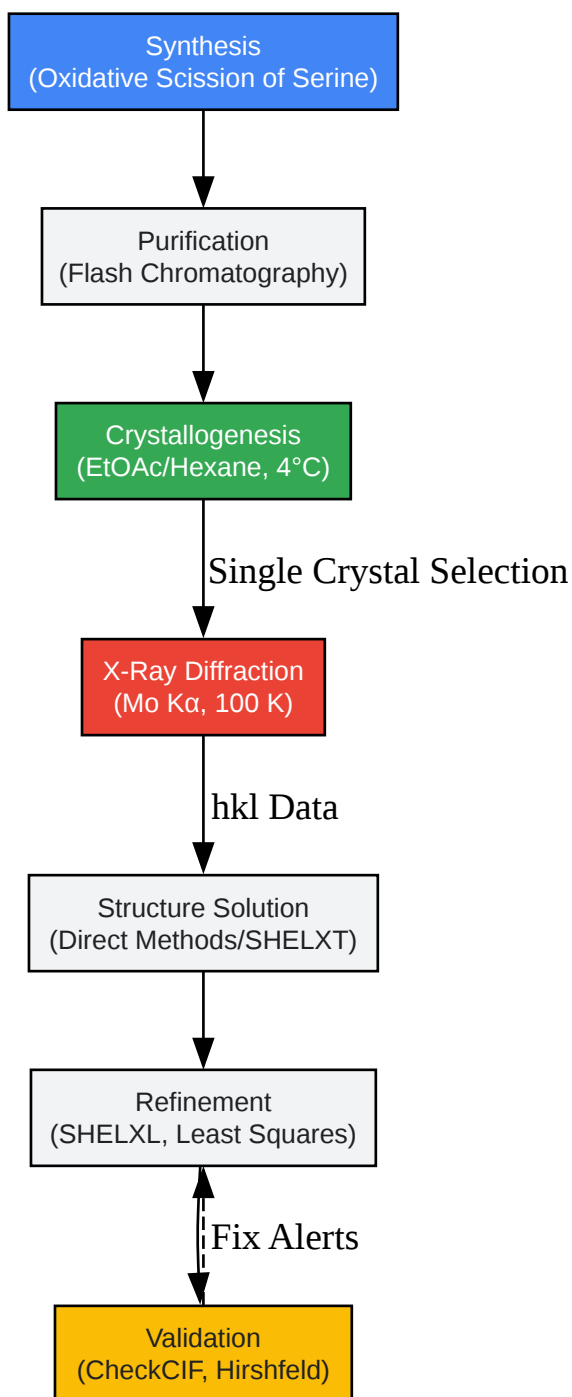 Synthesis
(Oxidative Scission of Serine)
Purification
(Flash Chromatography)
Crystallogenesis
(EtOAc/Hexane, 4°C)
Single Crystal Selection
X-Ray Diffraction
(Mo Kα, 100 K)
hkl Data
Structure Solution
(Direct Methods/SHELXT)
Refinement
(SHELXL, Least Squares)
Fix Alerts
Validation
(CheckCIF, Hirshfeld)